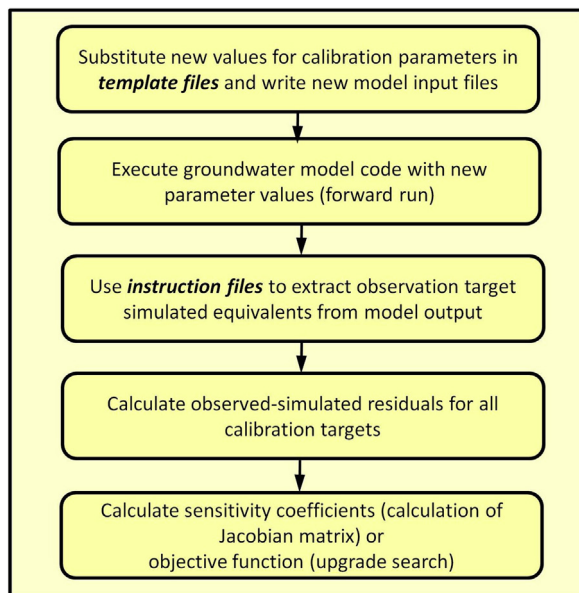 Substitute new values for calibration parameters in
template files and write new model input files
Execute groundwater model code with new
parameter values (forward run)
Use instruction files to extract observation target
simulated equivalents from model output
Calculate observed-simulated residuals for all
calibration targets
Calculate sensitivity coefficients (calculation of
Jacobian matrix) or
objective function (upgrade search)